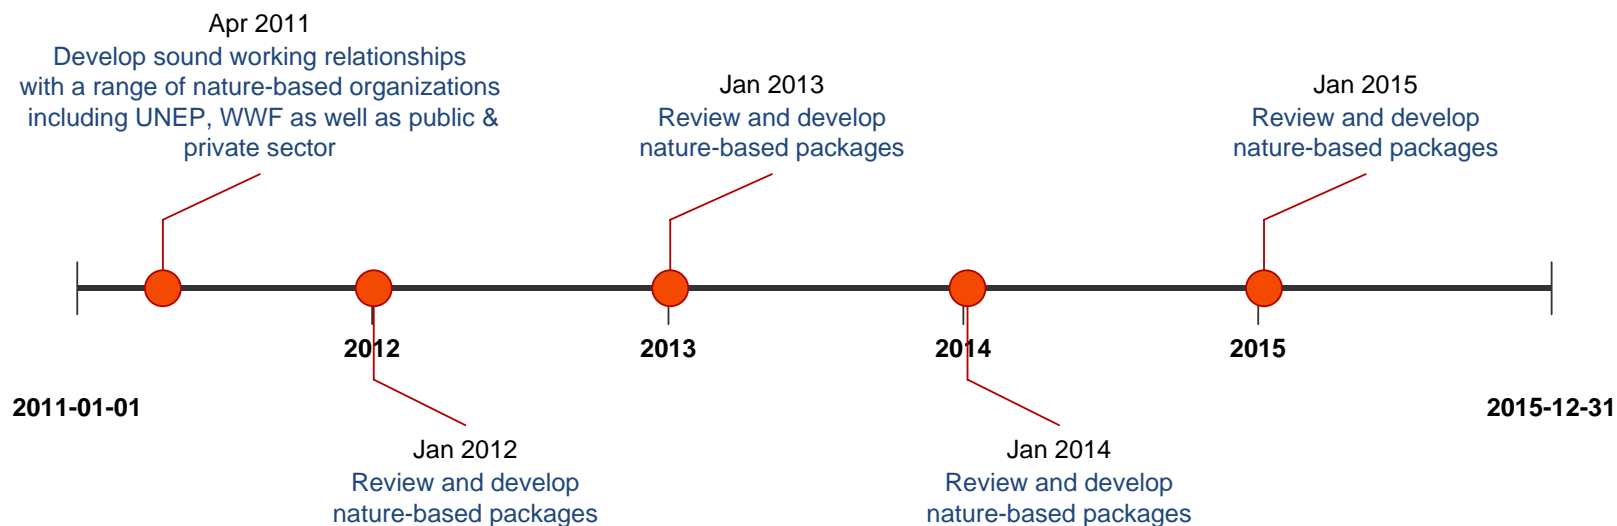 Apr 2011
Develop sound working relationships
with a range of nature-based organizations
including UNEP, WWF as well as public &
private sector
Jan 2013
Review and develop
nature-based packages
Jan 2015
Review and develop
nature-based packages
2012
2013
2014
2015
2011-01-01
2015-12-31
Jan 2012
Review and develop
nature-based packages
Jan 2014
Review and develop
nature-based packages